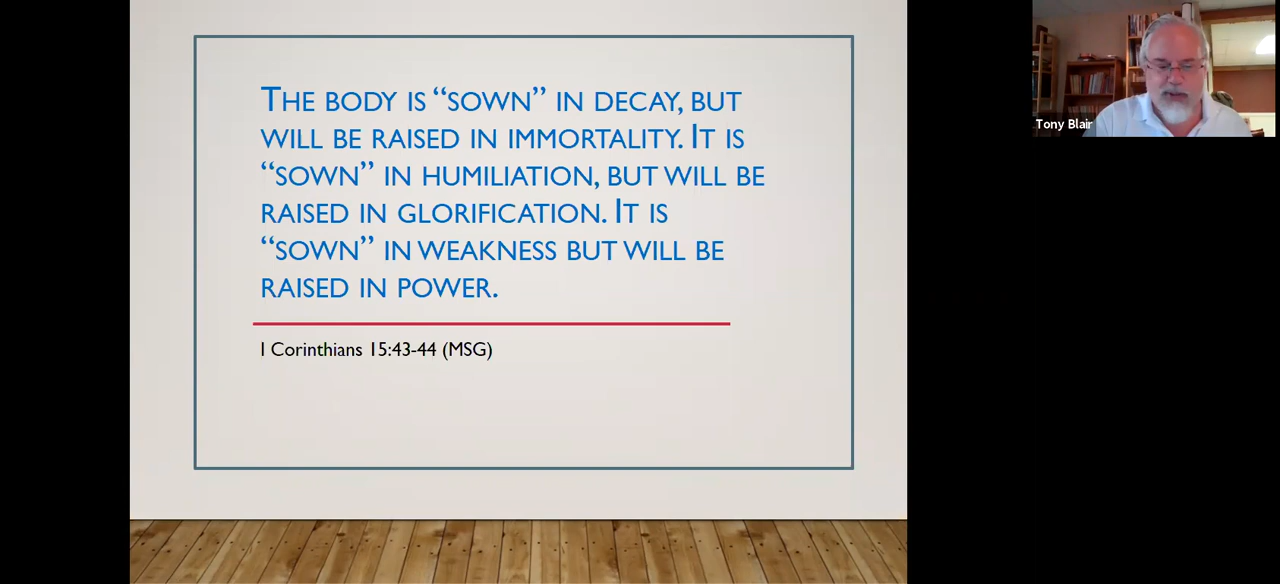 THE BODY IS “SOWN” IN DECAY, BUT
WILL BE RAISED IN IMMORTALITY. IT IS
“SOWN” IN HUMILIATION, BUT WILL BE
RAISED IN GLORIFICATION. IT IS
“SOWN” IN WEAKNESS BUT WILL BE
RAISED IN POWER.
I Corinthians 15:43-44 (MSG)
Tony Blair